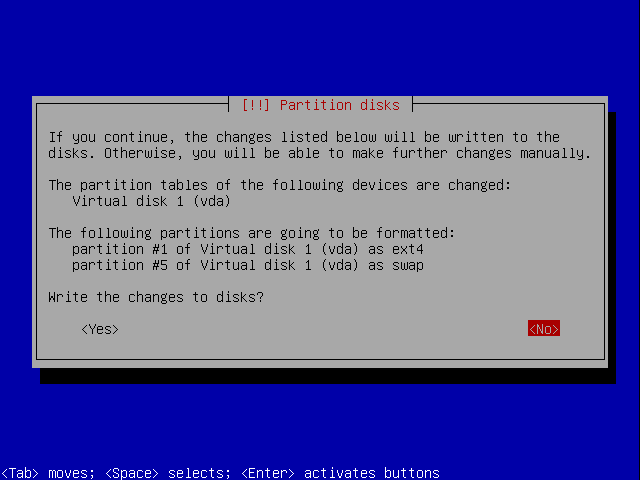 [!!] Partition disks
If you continue, the changes listed below will be written to the
disks. Otherwise, you will be able to make further changes manually.
The partition tables of the following devices are changed:
Virtual disk 1 (vda)
The following partitions are going to be formatted:
partition #1 of Virtual disk 1 (vda) as ext4
partition #5 of Virtual disk 1 (vda) as swap
Write the changes to disks?
<Yes> <No>
<Tab> moves; <Space> selects; <Enter> activates buttons